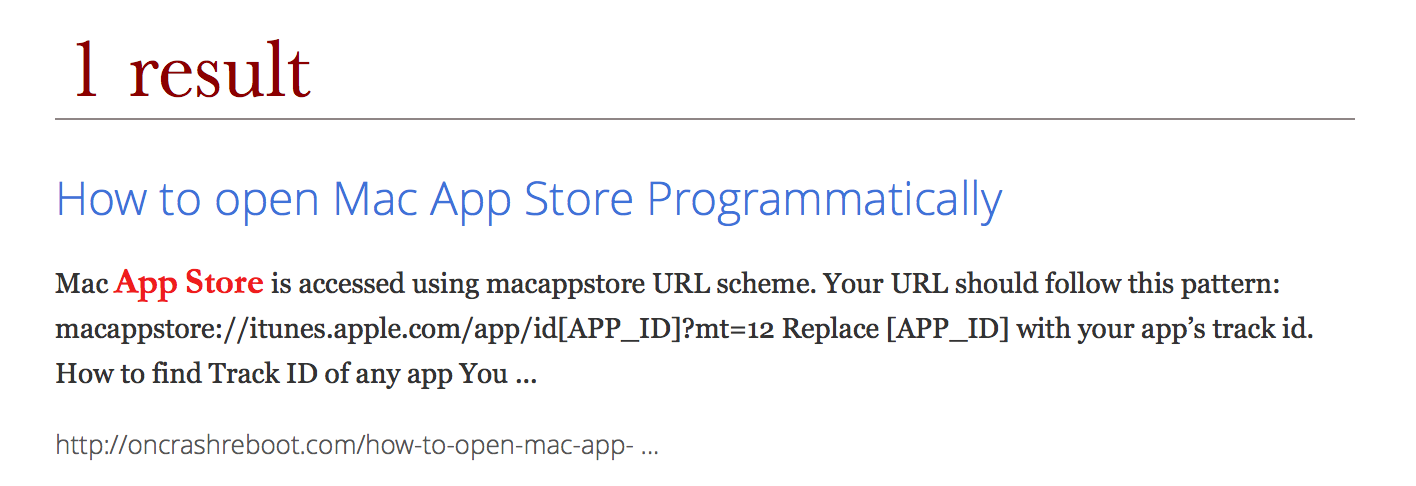 1 result
How to open Mac App Store Programmatically
Mac App Store is accessed using macappstore URL scheme. Your URL should follow this pattern:
macappstore://itunes.apple.com/app/id[APP_ID]?mt=12 Replace [APP_ID] with your app’s track id.
How to find Track ID of any app You ...
http://oncrashreboot.com/how-to-open-mac-app- ...